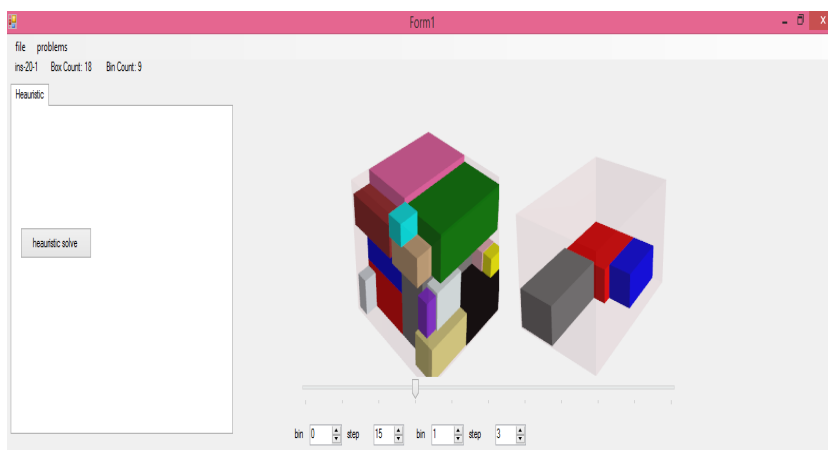 Form1
file problems
ins-20-1 Box Count: 18 Bin Count: 9
Heauristic
heauristic solve
bin 0 step 15 bin 1 step 3